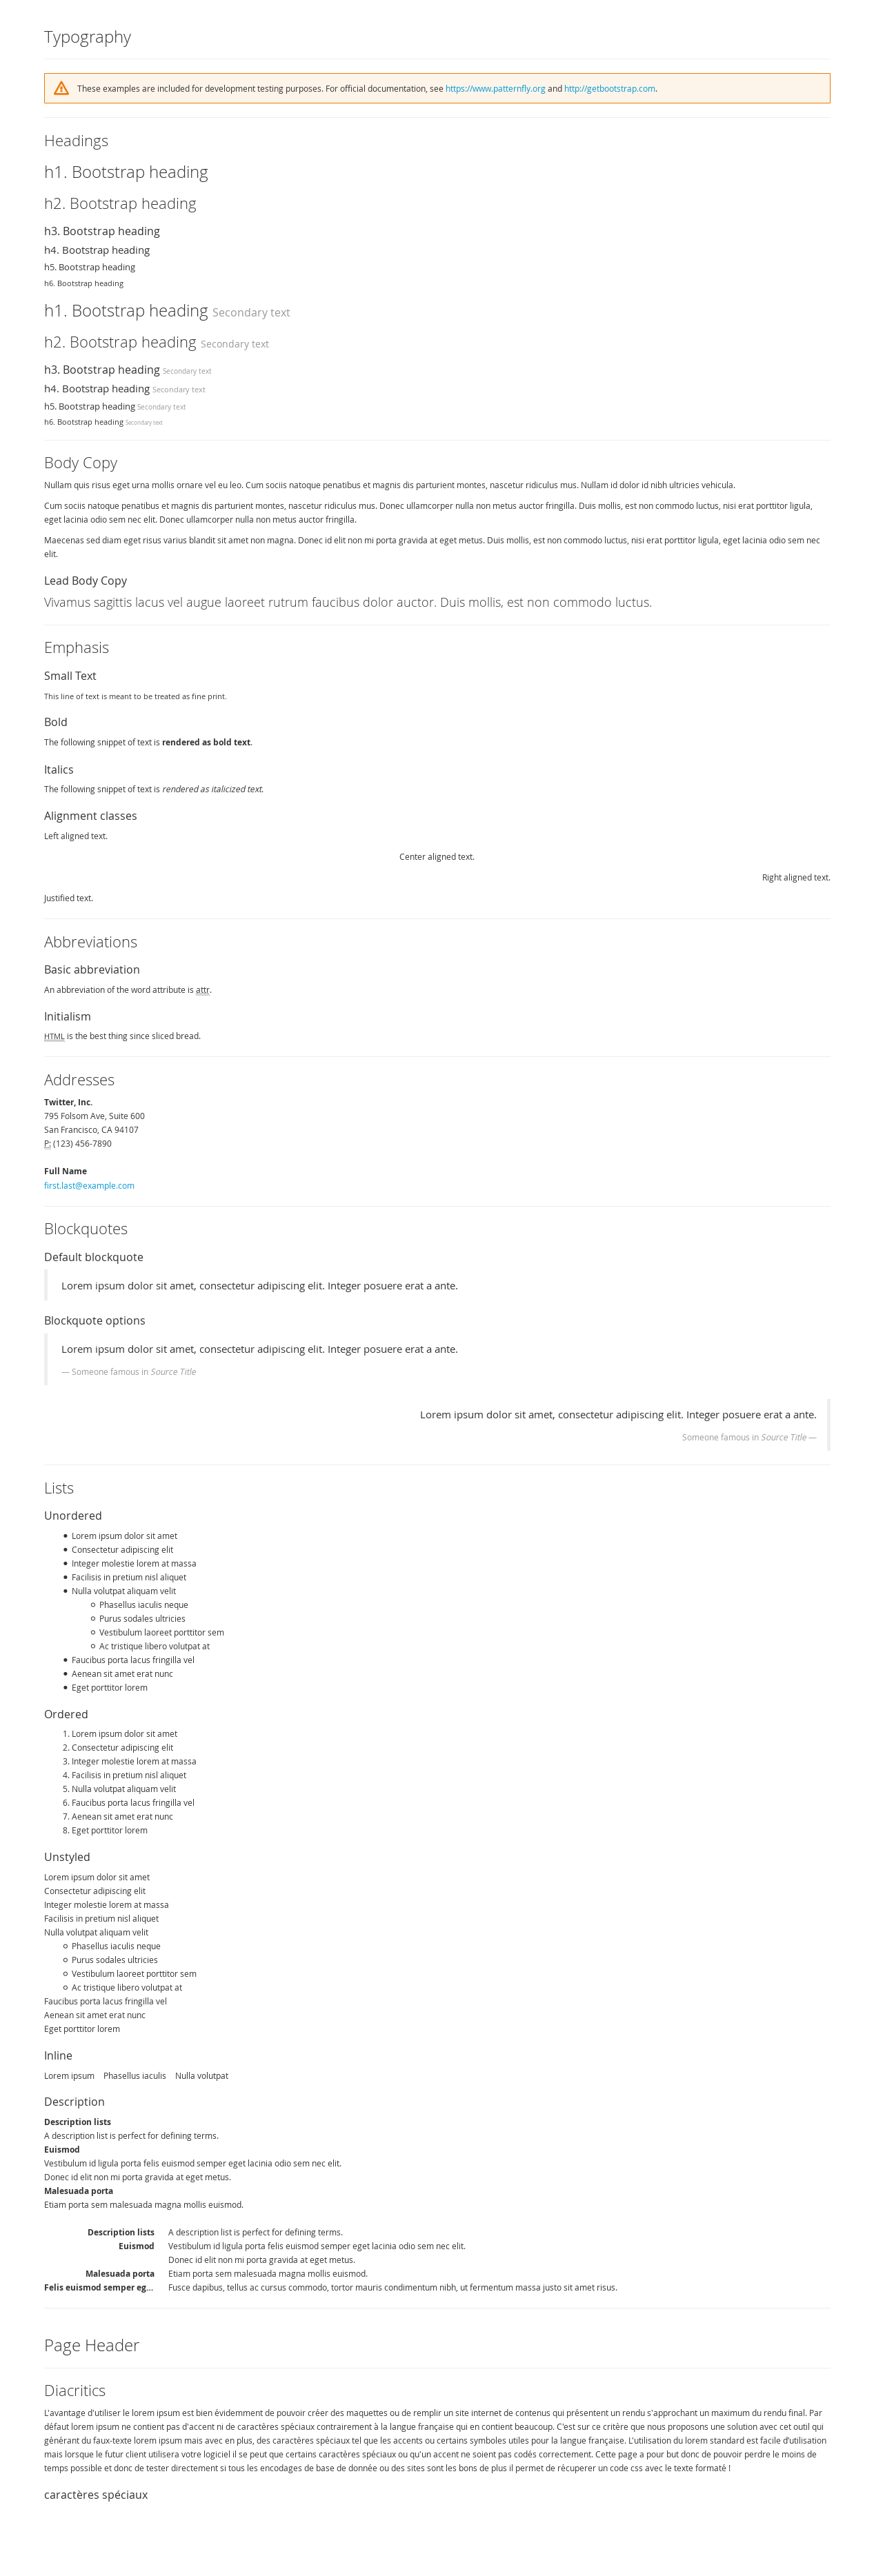 Typography
These examples are included for development testing purposes. For official documentation, see https://www.patternfly.org and http://getbootstrap.com.
Headings
h1. Bootstrap heading
h2. Bootstrap heading
h3. Bootstrap heading
h4. Bootstrap heading
h5. Bootstrap heading
h6. Bootstrap heading
h1. Bootstrap heading Secondary text
h2. Bootstrap heading Secondary text
h3. Bootstrap heading Secondary text
h4. Bootstrap heading Secondary text
h5. Bootstrap heading Secondary text
h6. Bootstrap heading Secondary text
Body Copy
Nullam quis risus eget urna mollis ornare vel eu leo. Cum sociis natoque penatibus et magnis dis parturient montes, nascetur ridiculus mus. Nullam id dolor id nibh ultricies vehicula.
Cum sociis natoque penatibus et magnis dis parturient montes, nascetur ridiculus mus. Donec ullamcorper nulla non metus auctor fringilla. Duis mollis, est non commodo luctus, nisi erat porttitor ligula,
eget lacinia odio sem nec elit. Donec ullamcorper nulla non metus auctor fringilla.
Maecenas sed diam eget risus varius blandit sit amet non magna. Donec id elit non mi porta gravida at eget metus. Duis mollis, est non commodo luctus, nisi erat porttitor ligula, eget lacinia odio sem nec
elit.
Lead Body Copy
Vivamus sagittis lacus vel augue laoreet rutrum faucibus dolor auctor. Duis mollis, est non commodo luctus.
Emphasis
Small Text
This line of text is meant to be treated as fine print.
Bold
The following snippet of text is rendered as bold text.
Italics
The following snippet of text is rendered as italicized text.
Alignment classes
Left aligned text.
Center aligned text.
Right aligned text.
Justified text.
Abbreviations
Basic abbreviation
An abbreviation of the word attribute is attr.
Initialism
HTML is the best thing since sliced bread.
Addresses
Twitter, Inc.
795 Folsom Ave, Suite 600
San Francisco, CA 94107
P: (123) 456-7890
Full Name
first.last@example.com
Blockquotes
Default blockquote
Lorem ipsum dolor sit amet, consectetur adipiscing elit. Integer posuere erat a ante.
Blockquote options
Lorem ipsum dolor sit amet, consectetur adipiscing elit. Integer posuere erat a ante.
— Someone famous in Source Title
Lorem ipsum dolor sit amet, consectetur adipiscing elit. Integer posuere erat a ante.
Someone famous in Source Title —
Lists
Unordered
• Lorem ipsum dolor sit amet
• Consectetur adipiscing elit
• Integer molestie lorem at massa
• Facilisis in pretium nisl aliquet
• Nulla volutpat aliquam velit
○ Phasellus iaculis neque
○ Purus sodales ultricies
○ Vestibulum laoreet porttitor sem
○ Ac tristique libero volutpat at
• Faucibus porta lacus fringilla vel
• Aenean sit amet erat nunc
• Eget porttitor lorem
Ordered
1. Lorem ipsum dolor sit amet
2. Consectetur adipiscing elit
3. Integer molestie lorem at massa
4. Facilisis in pretium nisl aliquet
5. Nulla volutpat aliquam velit
6. Faucibus porta lacus fringilla vel
7. Aenean sit amet erat nunc
8. Eget porttitor lorem
Unstyled
Lorem ipsum dolor sit amet
Consectetur adipiscing elit
Integer molestie lorem at massa
Facilisis in pretium nisl aliquet
Nulla volutpat aliquam velit
○ Phasellus iaculis neque
○ Purus sodales ultricies
○ Vestibulum laoreet porttitor sem
○ Ac tristique libero volutpat at
Faucibus porta lacus fringilla vel
Aenean sit amet erat nunc
Eget porttitor lorem
Inline
Lorem ipsum Phasellus iaculis Nulla volutpat
Description
Description lists
A description list is perfect for defining terms.
Euismod
Vestibulum id ligula porta felis euismod semper eget lacinia odio sem nec elit.
Donec id elit non mi porta gravida at eget metus.
Malesuada porta
Etiam porta sem malesuada magna mollis euismod.
Description lists A description list is perfect for defining terms.
Euismod Vestibulum id ligula porta felis euismod semper eget lacinia odio sem nec elit.
Donec id elit non mi porta gravida at eget metus.
Malesuada porta Etiam porta sem malesuada magna mollis euismod.
Felis euismod semper eg... Fusce dapibus, tellus ac cursus commodo, tortor mauris condimentum nibh, ut fermentum massa justo sit amet risus.
Page Header
Diacritics
L'avantage d'utiliser le lorem ipsum est bien évidemment de pouvoir créer des maquettes ou de remplir un site internet de contenus qui présentent un rendu s'approchant un maximum du rendu final. Par
défaut lorem ipsum ne contient pas d'accent ni de caractères spéciaux contrairement à la langue française qui en contient beaucoup. C'est sur ce critère que nous proposons une solution avec cet outil qui
générant du faux-texte lorem ipsum mais avec en plus, des caractères spéciaux tel que les accents ou certains symboles utiles pour la langue française. L'utilisation du lorem standard est facile d'utilisation
mais lorsque le futur client utilisera votre logiciel il se peut que certains caractères spéciaux ou qu'un accent ne soient pas codés correctement. Cette page a pour but donc de pouvoir perdre le moins de
temps possible et donc de tester directement si tous les encodages de base de donnée ou des sites sont les bons de plus il permet de récuperer un code css avec le texte formaté !
caractères spéciaux